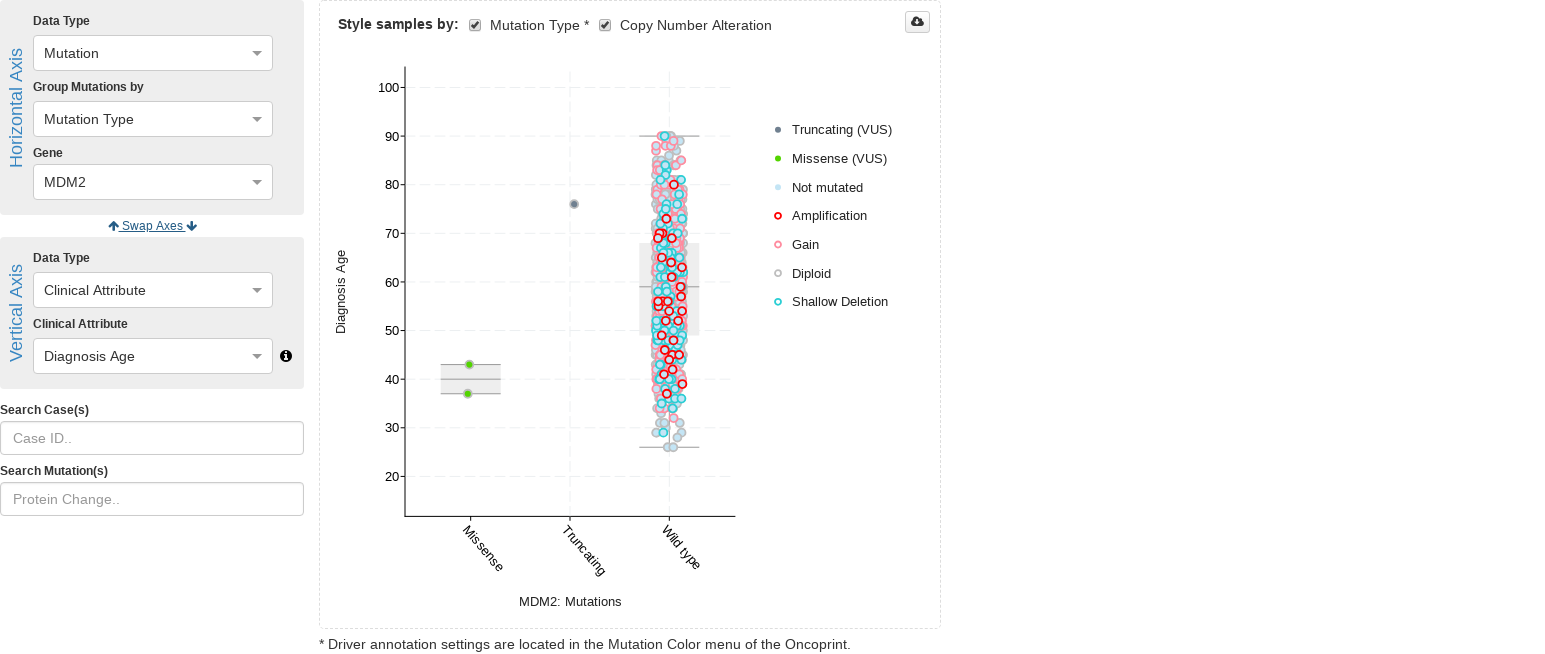 Horizontal Axis
Data Type
Mutation
Group Mutations by
Mutation Type
Gene
MDM2
Swap Axes
Vertical Axis
Data Type
Clinical Attribute
Clinical Attribute
Diagnosis Age
Search Case(s)
Case ID..
Search Mutation(s)
Protein Change..
Style samples by: Mutation Type * Copy Number Alteration
Diagnosis Age
100
90
80
70
60
50
40
30
20
Missense
Truncating
Wild type
MDM2: Mutations
Truncating (VUS)
Missense (VUS)
Not mutated
Amplification
Gain
Diploid
Shallow Deletion
* Driver annotation settings are located in the Mutation Color menu of the Oncoprint.